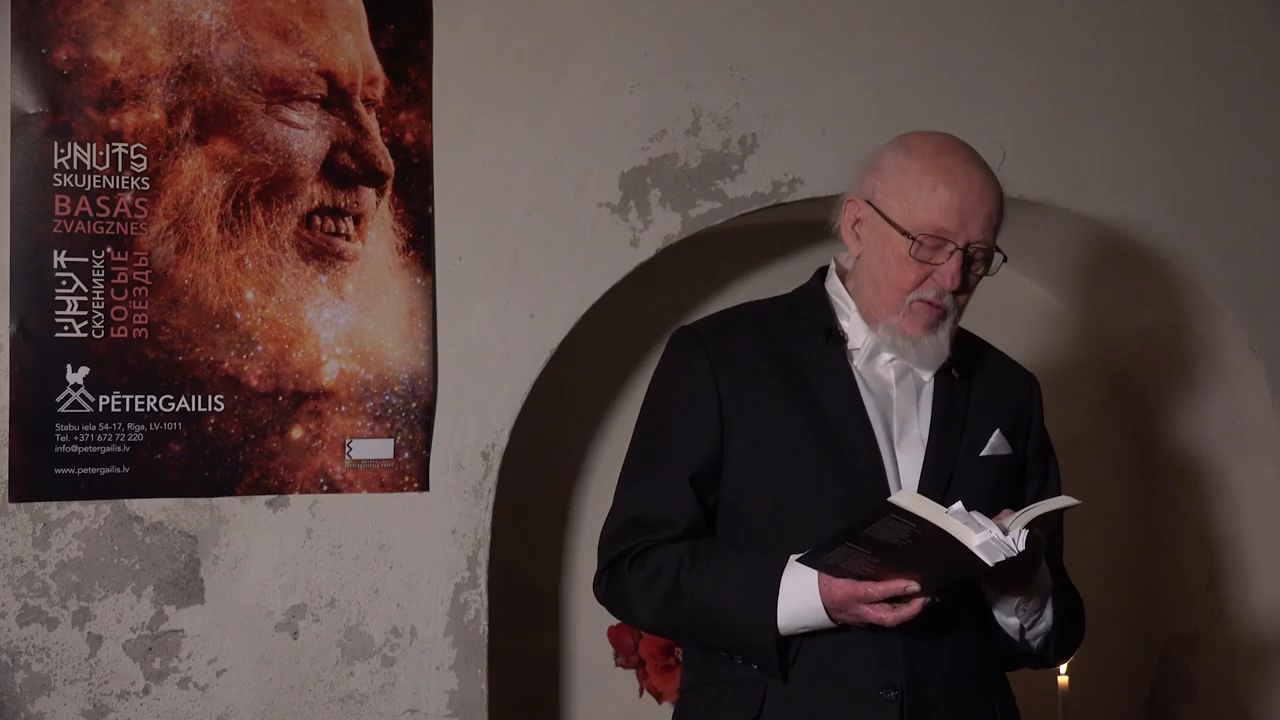 KNUTS
SKUJENIEKS
BASĀS
ZVAIGZNES
КНУТ
СКУЕНИЕКС
БОСЫЕ
ЗВЁЗДЫ
PĒTERGAILIS
Stabu iela 54-17, Rīga, LV-1011
Tel. +371 672 72 220
info@petergailis.lv
www.petergailis.lv